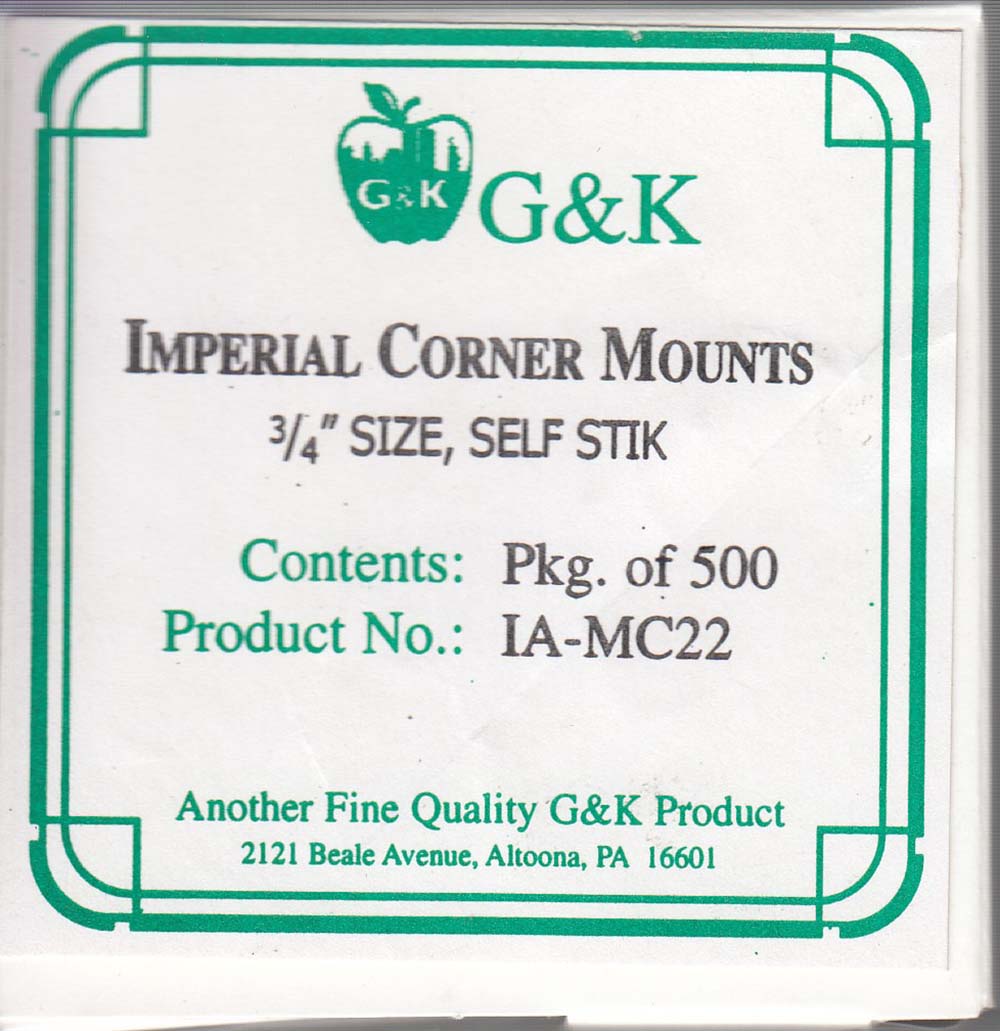 G&K
G&K
IMPERIAL CORNER MOUNTS
3/4" SIZE, SELF STIK
Contents: Pkg. of 500
Product No.: IA-MC22
Another Fine Quality G&K Product
2121 Beale Avenue, Altoona, PA 16601